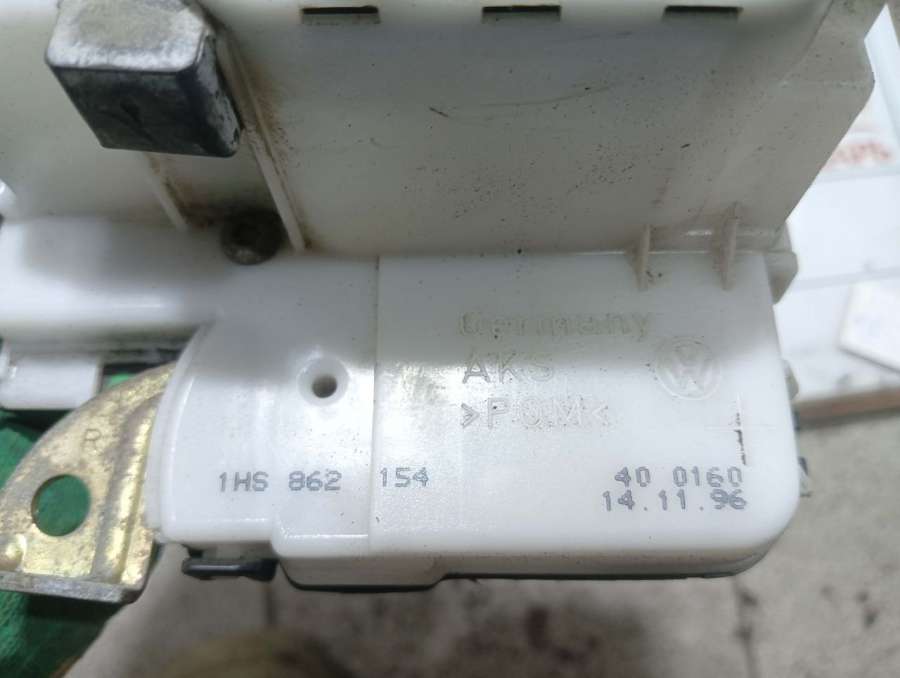 Germany
AKS
>POM<
1HS 862 154
40 0160
14.11.96
R